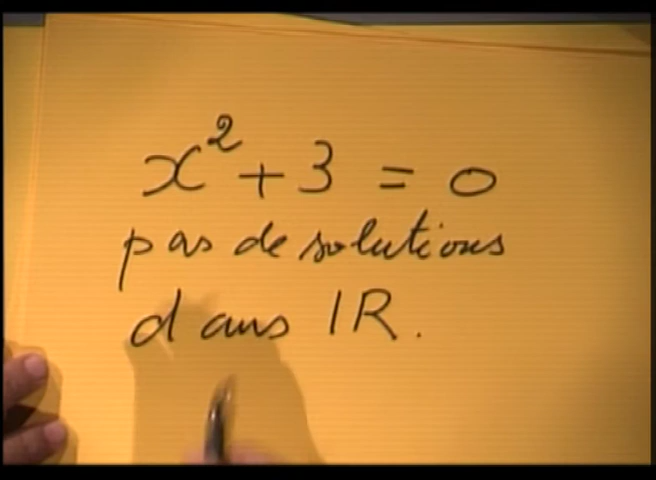 x² + 3 = 0
pas de solutions
dans IR.